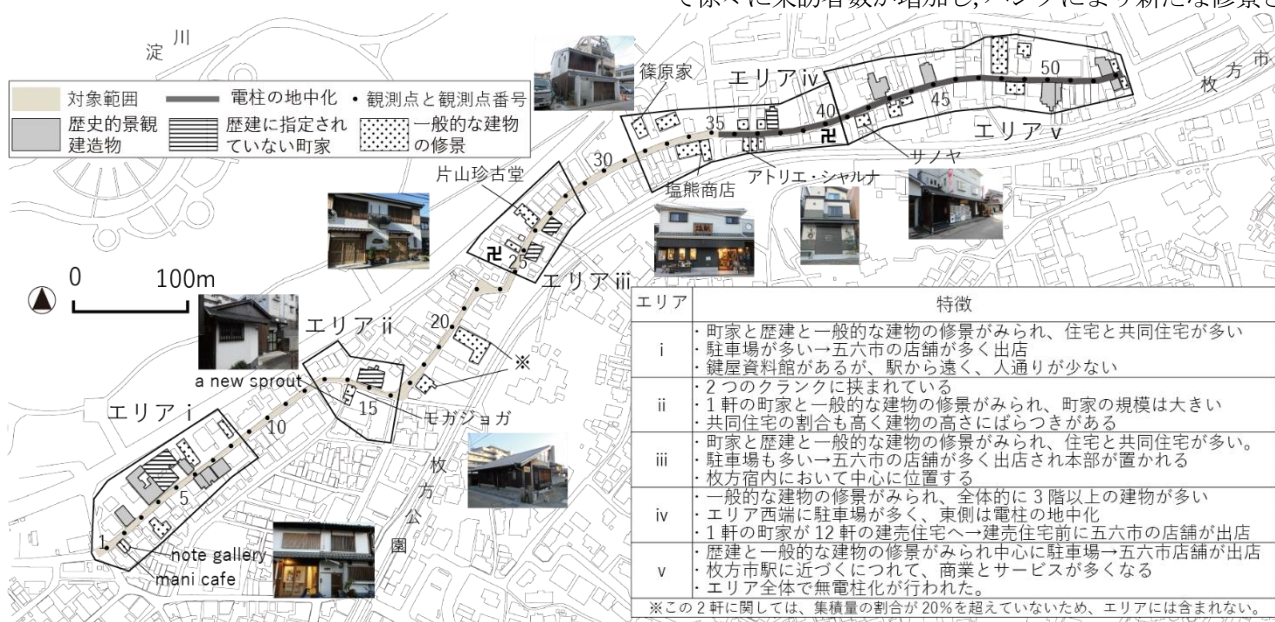 て徐々に来訪者数が増加し,ハンクにより新たな修景と
淀 川
対象範囲 電柱の地中化 ・観測点と観測点番号
歴史的景観建造物
歴建に指定されていない町家
一般的な建物の修景
篠原家
エリアiv
エリアv
枚方市
片山珍古堂
塩熊商店
アトリエ・シャルナ
サノヤ
エリアiii
エリアii
エリアi
a new sprout
モガジョガ
枚方公園
note gallery
mani cafe
※
0 100m
1
5
10
15
20
25
30
35
40
45
50
卍
卍
エリア 特徴
i
・町家と歴建と一般的な建物の修景がみられ、住宅と共同住宅が多い
・駐車場が多い→五六市の店舗が多く出店
・鍵屋資料館があるが、駅から遠く、人通りが少ない
ii
・2つのクランクに挟まれている
・1軒の町家と一般的な建物の修景がみられ、町家の規模は大きい
・共同住宅の割合も高く建物の高さにばらつきがある
iii
・町家と歴建と一般的な建物の修景がみられ、住宅と共同住宅が多い。
・駐車場も多い→五六市の店舗が多く出店され本部が置かれる
・枚方宿内において中心に位置する
iv
・一般的な建物の修景がみられ、全体的に3階以上の建物が多い
・エリア西端に駐車場が多く、東側は電柱の地中化
・1軒の町家が12軒の建売住宅へ→建売住宅前に五六市の店舗が出店
v
・歴建と一般的な建物の修景がみられ中心に駐車場→五六市店舗が出店
・枚方市駅に近づくにつれて、商業とサービスが多くなる
・エリア全体で無電柱化が行われた。
※この2軒に関しては、集積量の割合が20%を超えていないため、エリアには含まれない。